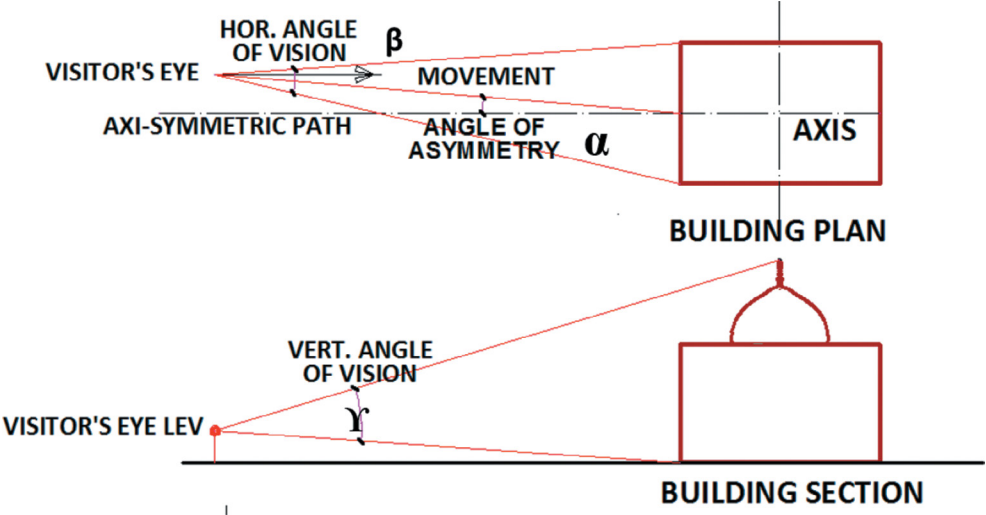 HOR. ANGLE
OF VISION
β
VISITOR'S EYE
MOVEMENT
AXI-SYMMETRIC PATH
ANGLE OF
ASYMMETRY
α
AXIS
BUILDING PLAN
VERT. ANGLE
OF VISION
ϒ
VISITOR'S EYE LEV
BUILDING SECTION